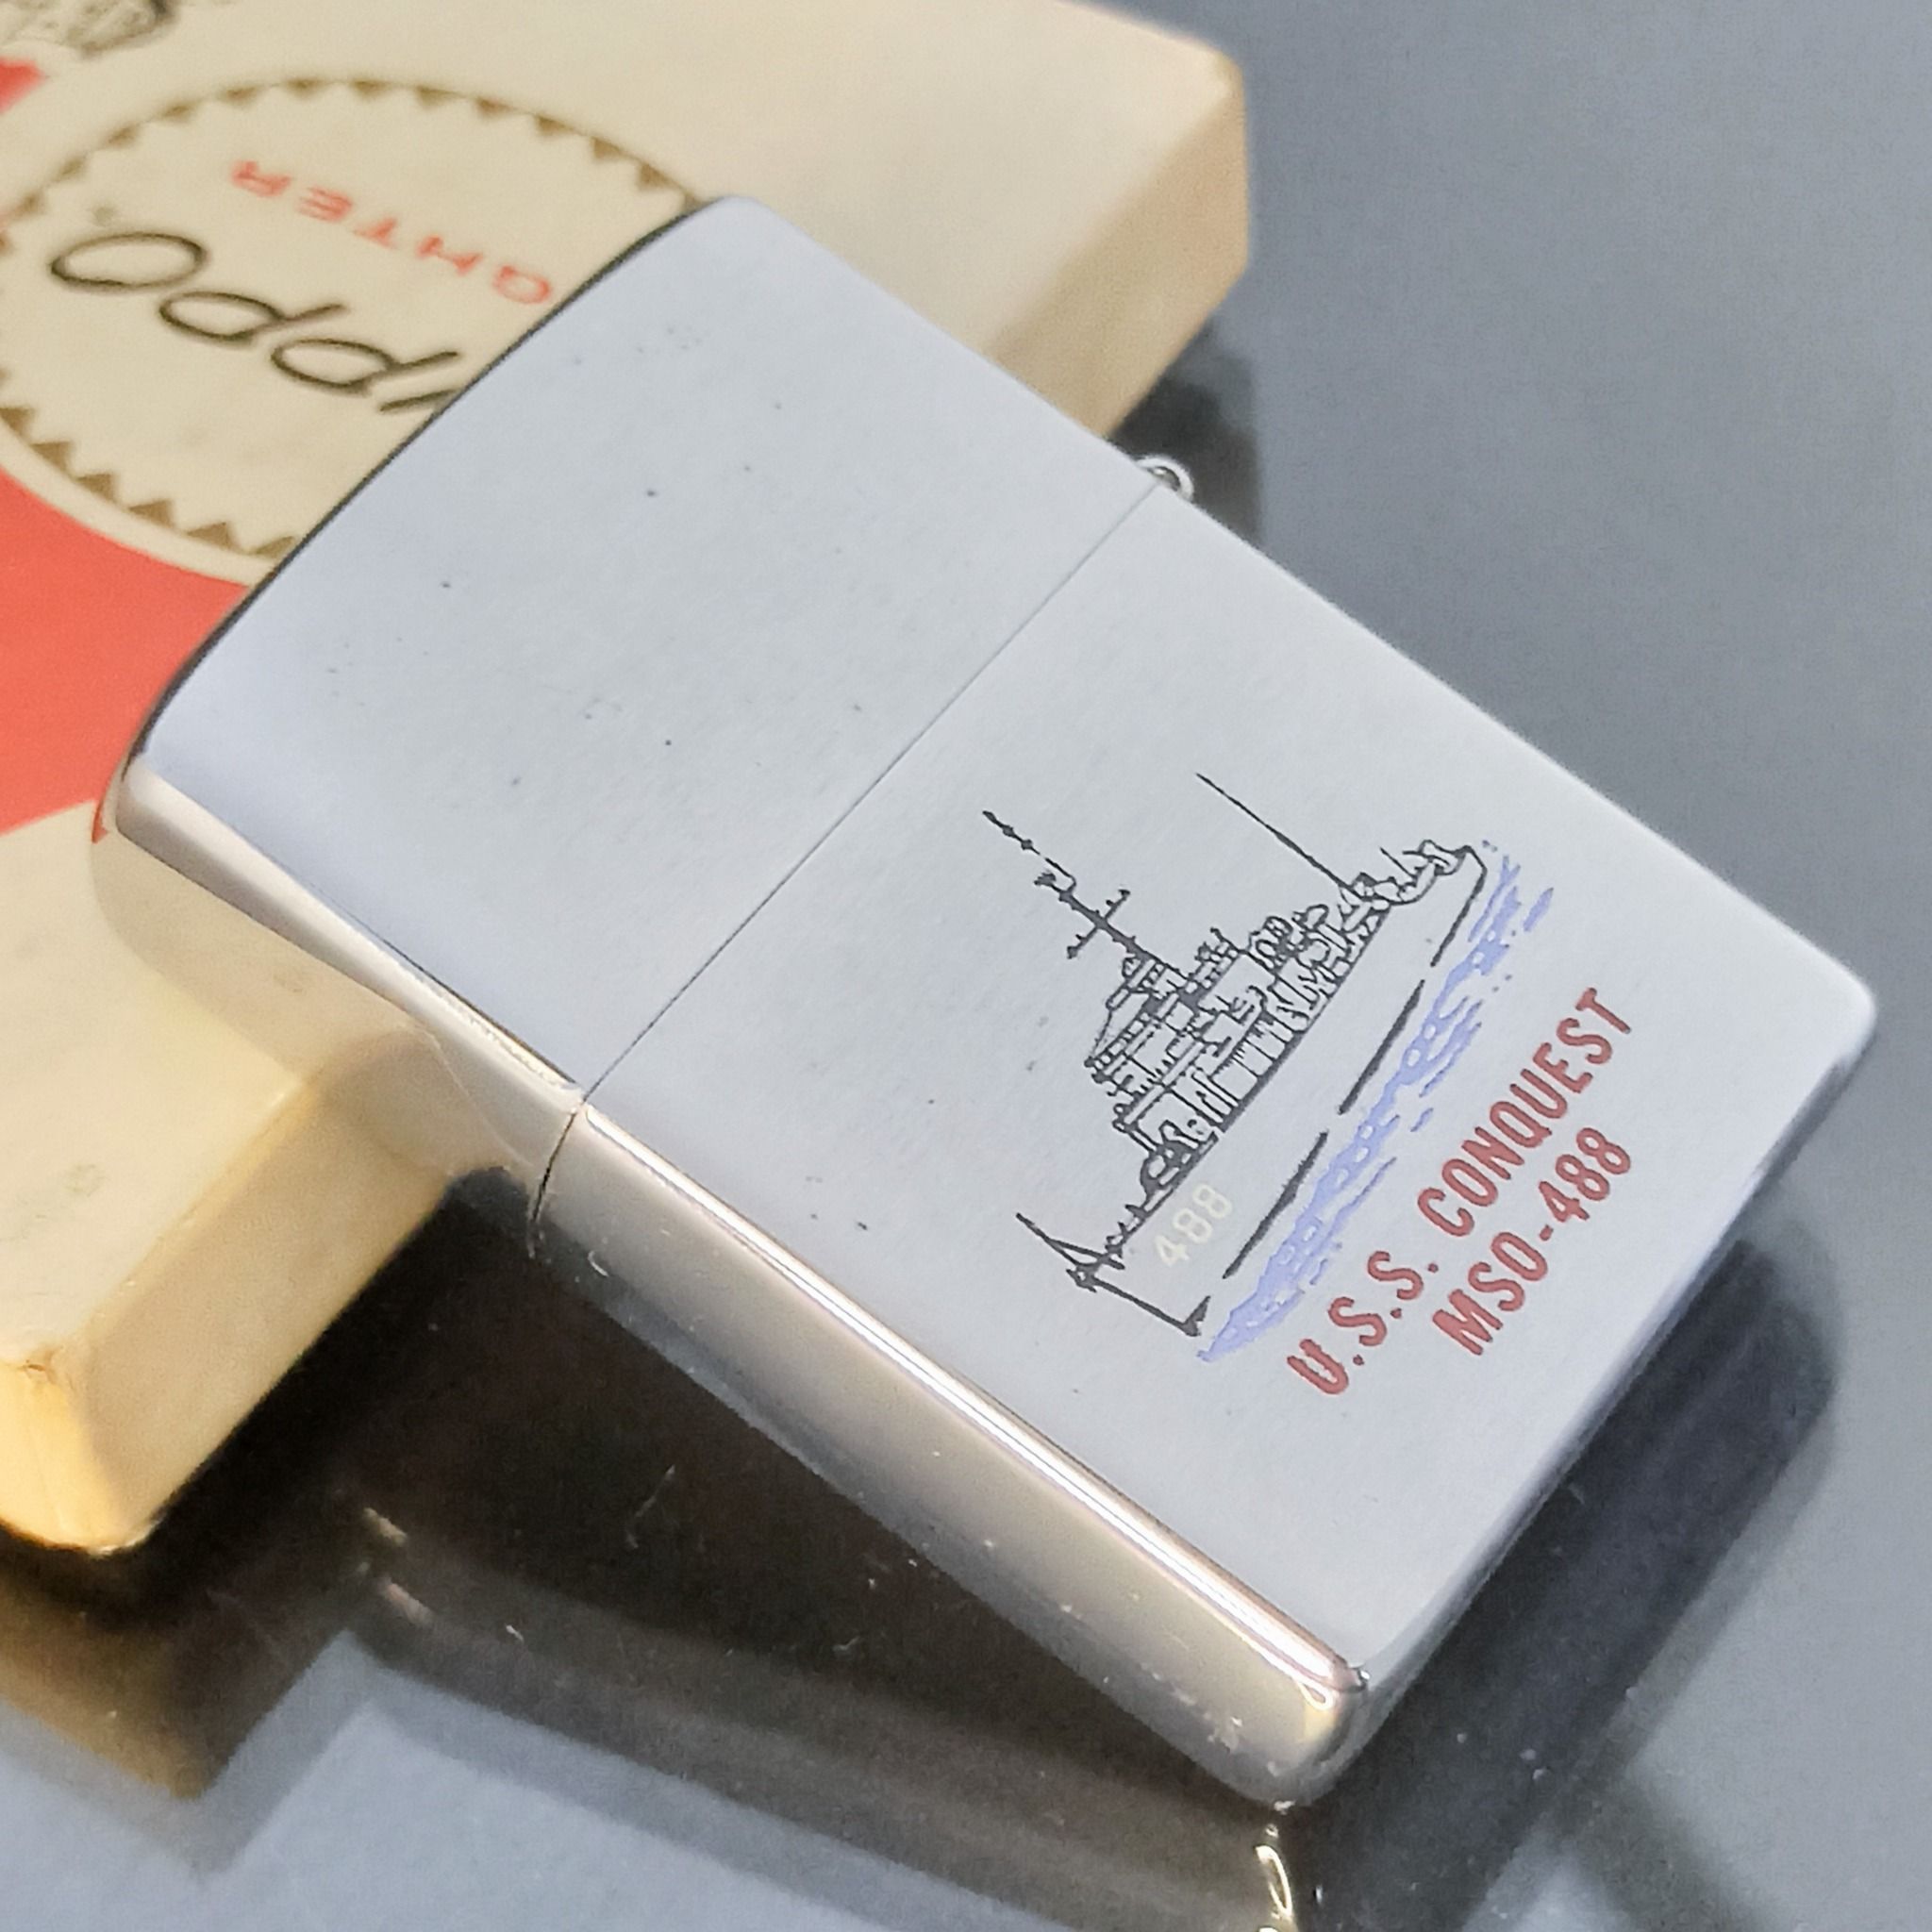 GHTER
IPPO
488
U.S.S. CONQUEST
MSO-488